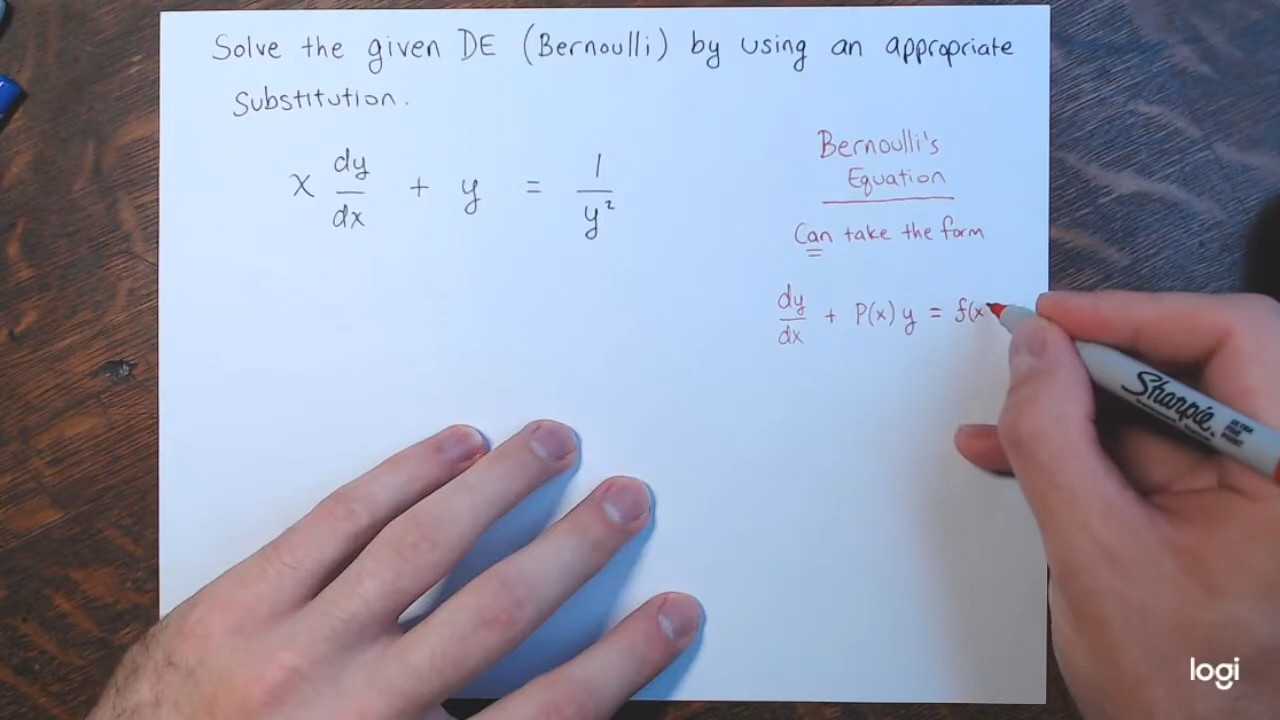 Solve the given DE (Bernoulli) by using an appropriate
Substitution.
x dy/dx + y = 1/y²
Bernoulli's
Equation
Can take the form
dy/dx + P(x) y = f(x
Sharpie
logi